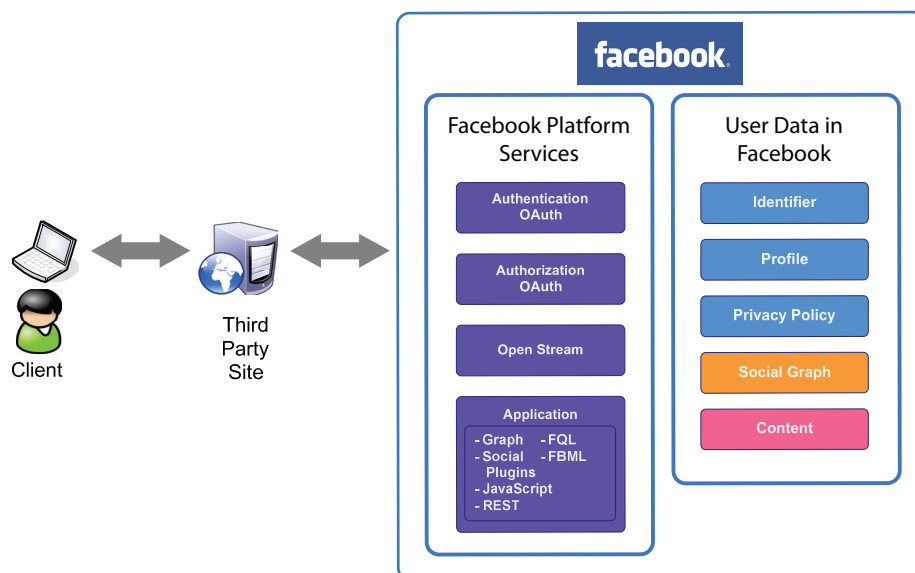 facebook.
Facebook Platform
Services
Authentication
OAuth
Authorization
OAuth
Open Stream
Application
- Graph - FQL
- Social - FBML
Plugins
- JavaScript
- REST
User Data in
Facebook
Identifier
Profile
Privacy Policy
Social Graph
Content
Client
Third
Party
Site